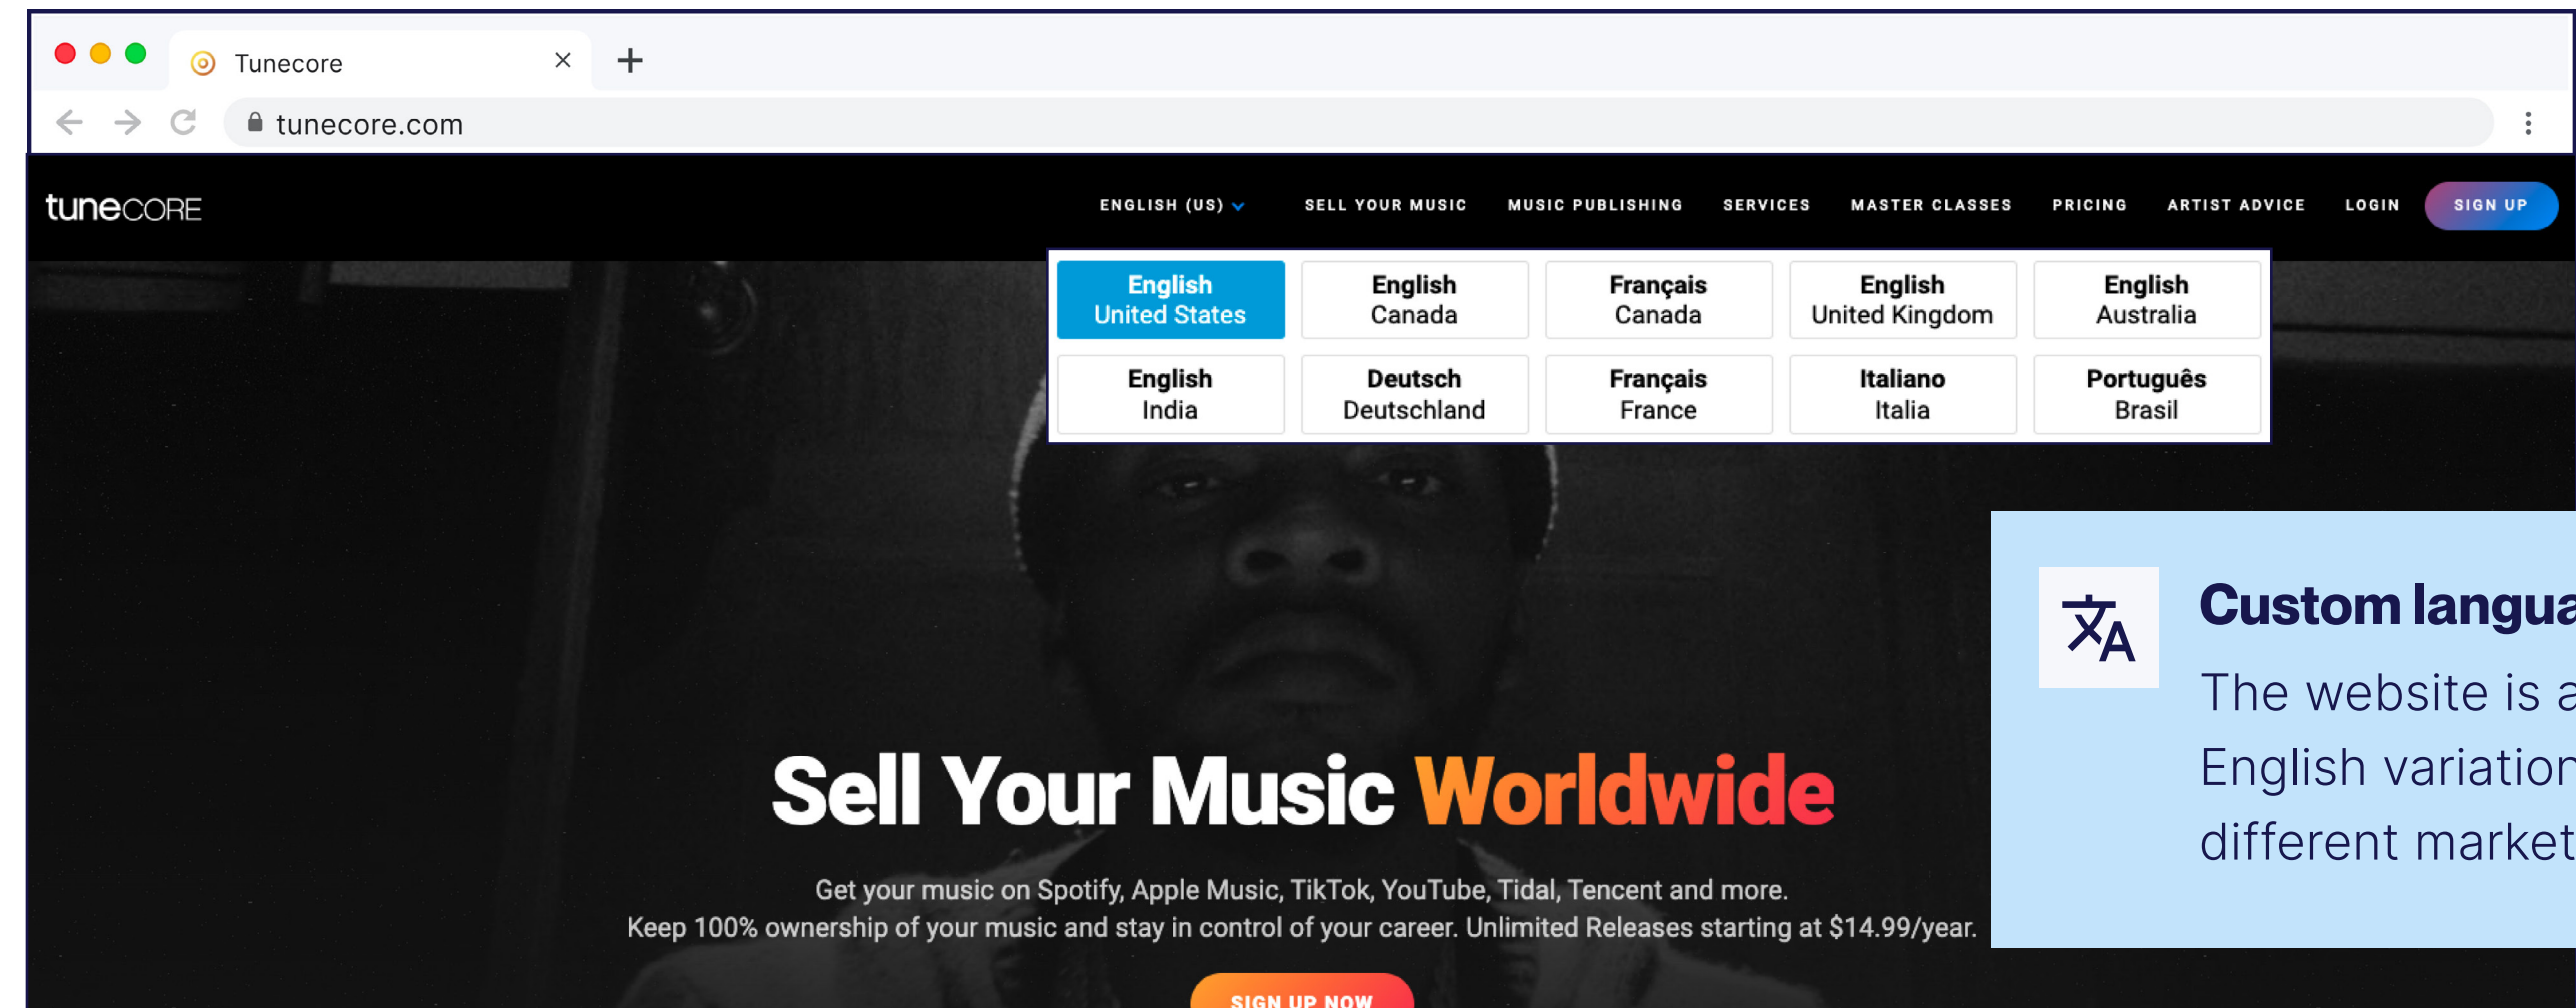 Tunecore
tunecore.com
tunecore
ENGLISH (US) SELL YOUR MUSIC MUSIC PUBLISHING SERVICES MASTER CLASSES PRICING ARTIST ADVICE LOGIN SIGN UP
English English Français English English
United States Canada Canada United Kingdom Australia
English Deutsch Français Italiano Português
India Deutschland France Italia Brasil
Custom
The website is
English
different
Sell Your Music Worldwide
Get your music on Spotify, Apple Music, TikTok, YouTube, Tidal, Tencent and more.
Keep 100% ownership of your music and stay in control of your career. Unlimited Releases starting at $14.99/year.
SIGN UP NOW